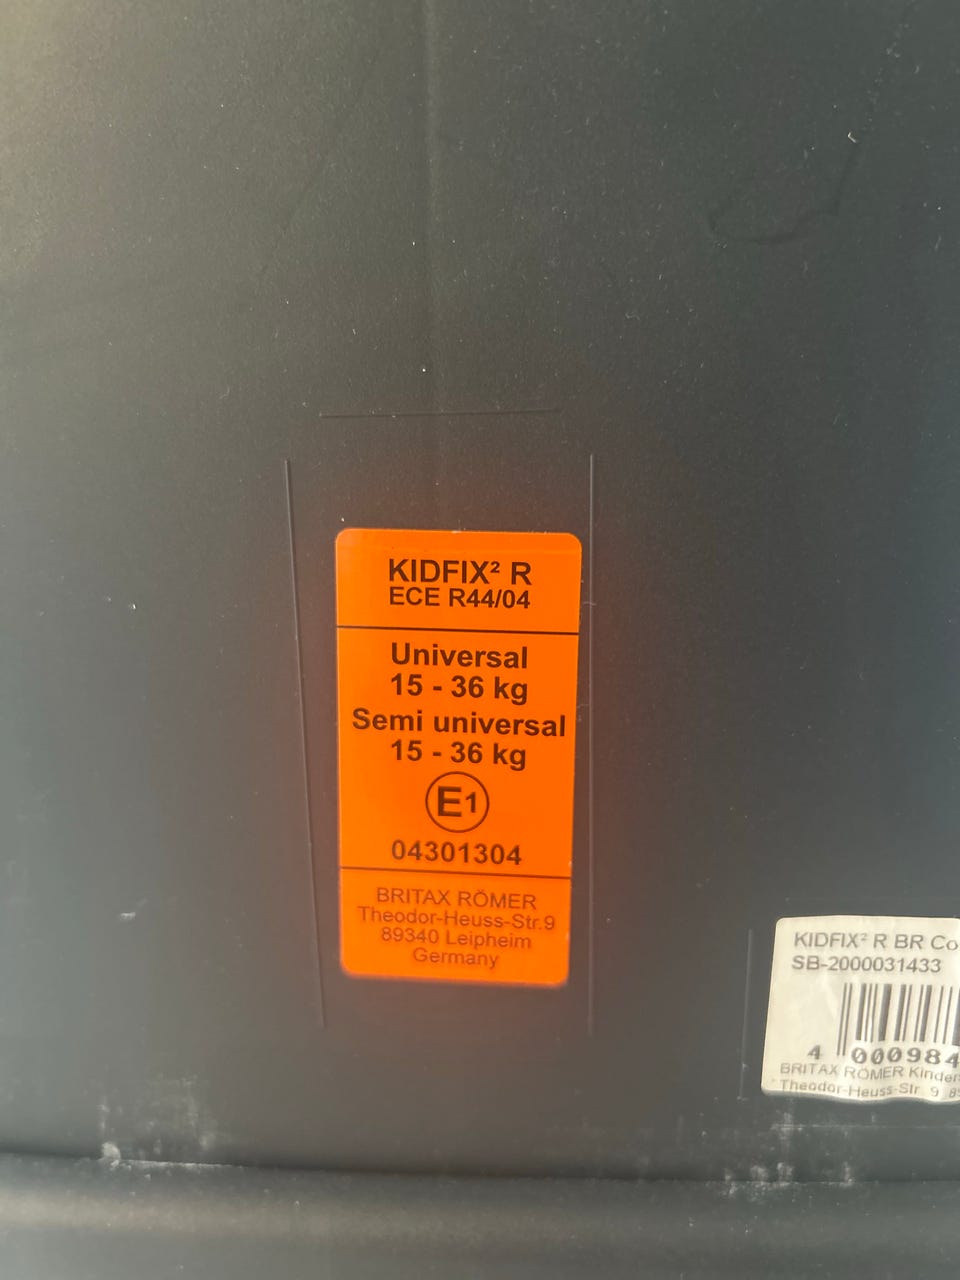 KIDFIX² R
ECE R44/04
Universal
15 - 36 kg
Semi universal
15 - 36 kg
E1
04301304
BRITAX RÖMER
Theodor-Heuss-Str.9
89340 Leipheim
Germany
KIDFIX² R BR Co
SB-2000031433
4 000984
BRITAX RÖMER Kinder
Theodor-Heuss-Str. 9